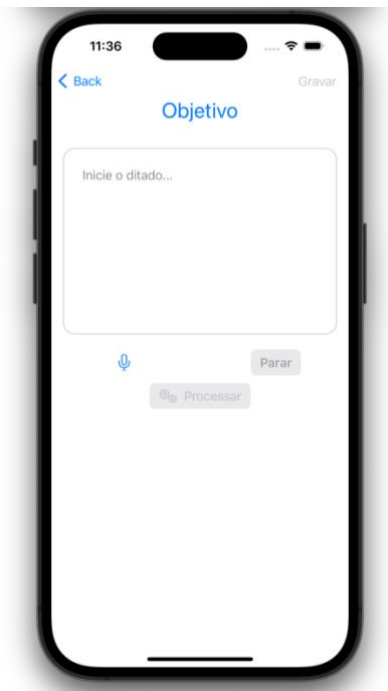 11:36
Back
Gravar
Objetivo
Inicie o ditado...
Parar
Processar